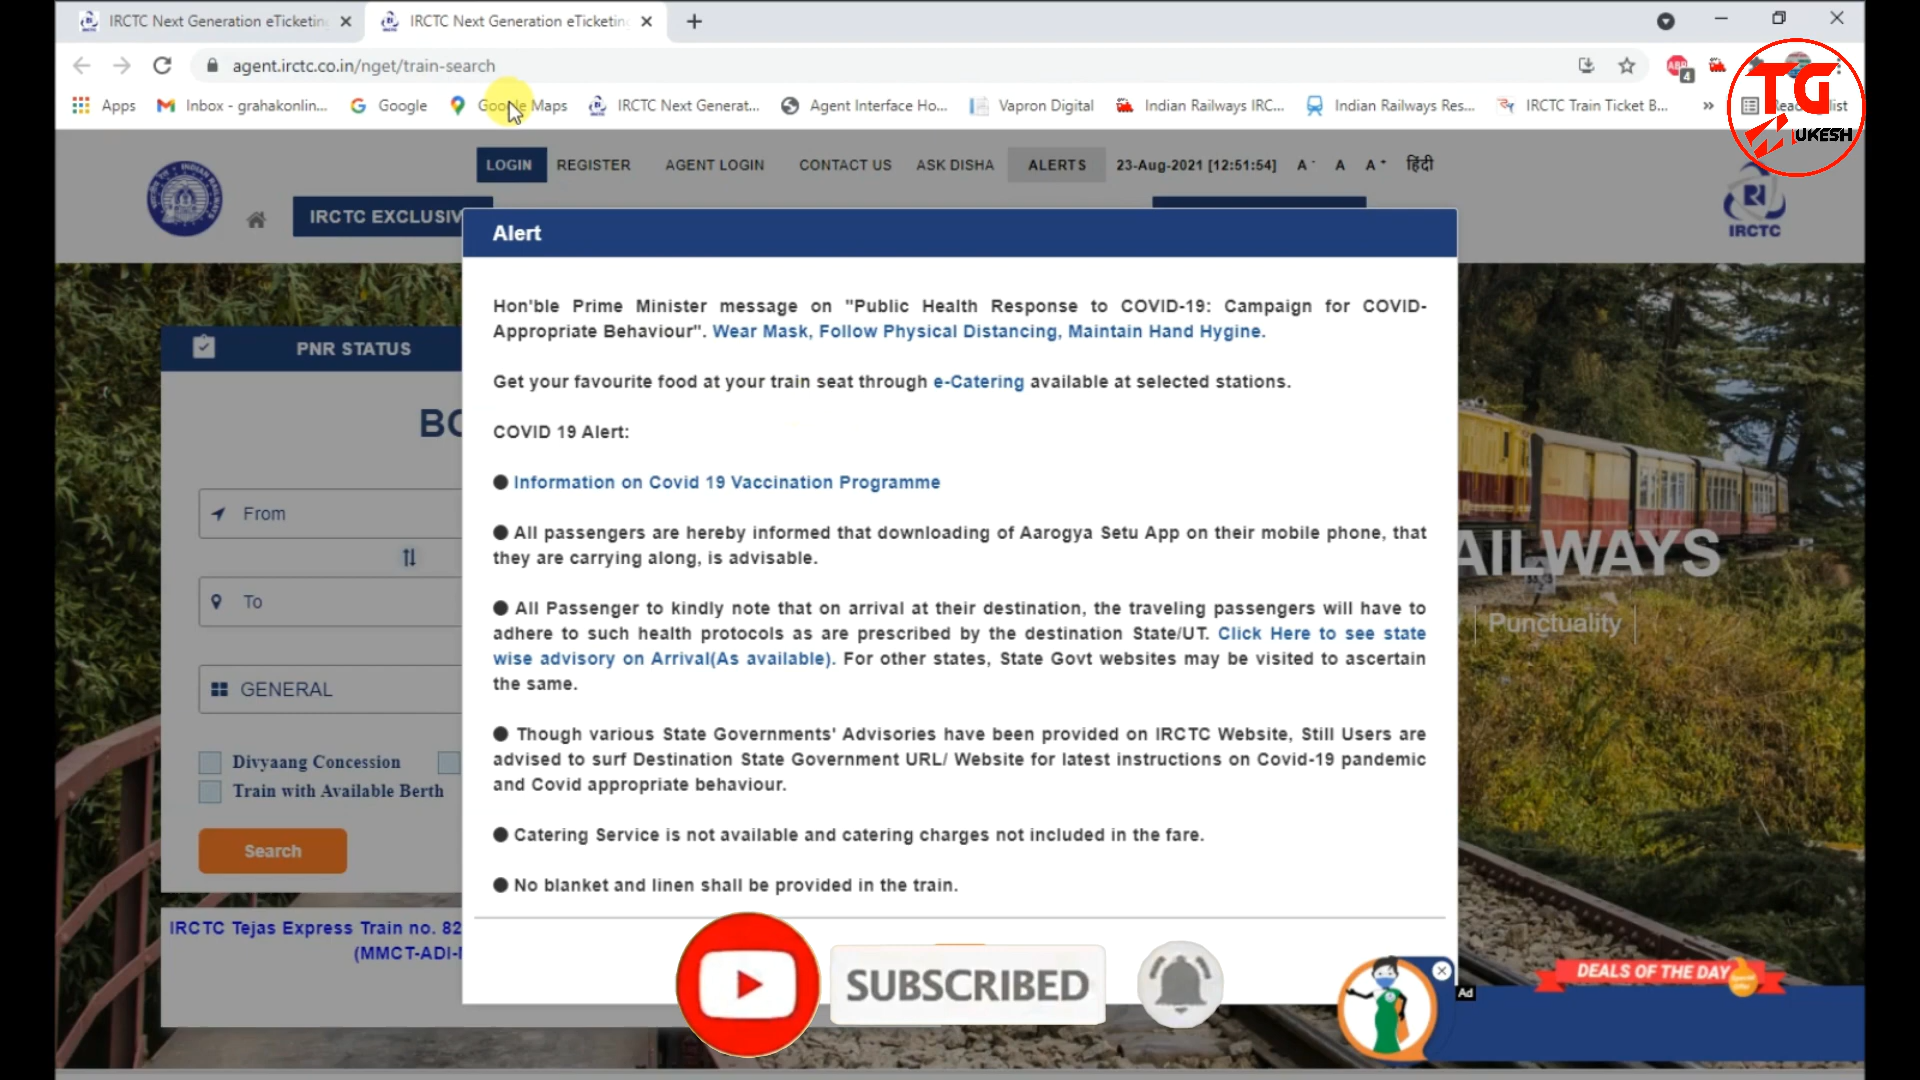 IRCTC Next Generation eTicketing
IRCTC Next Generation eTicketing
agent.irctc.co.in/nget/train-search
ABP
4
Apps
Inbox - grahakonlin...
Google
Google Maps
IRCTC Next Generat...
Agent Interface Ho...
Vapron Digital
Indian Railways IRC...
Indian Railways Res...
IRCTC Train Ticket B...
»
TG
UKESH
LOGIN
REGISTER
AGENT LOGIN
CONTACT US
ASK DISHA
ALERTS
23-Aug-2021 [12:51:54]
A-
A
A+
हिंदी
IRCTC EXCLUSIV
IRCTC
Alert
Hon'ble Prime Minister message on "Public Health Response to COVID-19: Campaign for COVID-
Appropriate Behaviour". Wear Mask, Follow Physical Distancing, Maintain Hand Hygine.
Get your favourite food at your train seat through e-Catering available at selected stations.
COVID 19 Alert:
● Information on Covid 19 Vaccination Programme
● All passengers are hereby informed that downloading of Aarogya Setu App on their mobile phone, that
they are carrying along, is advisable.
● All Passenger to kindly note that on arrival at their destination, the traveling passengers will have to
adhere to such health protocols as are prescribed by the destination State/UT. Click Here to see state
wise advisory on Arrival(As available). For other states, State Govt websites may be visited to ascertain
the same.
● Though various State Governments' Advisories have been provided on IRCTC Website, Still Users are
advised to surf Destination State Government URL/ Website for latest instructions on Covid-19 pandemic
and Covid appropriate behaviour.
● Catering Service is not available and catering charges not included in the fare.
● No blanket and linen shall be provided in the train.
PNR STATUS
BO
From
To
GENERAL
Divyaang Concession
Train with Available Berth
Search
IRCTC Tejas Express Train no. 82
(MMCT-ADI-
AILWAYS
Punctuality
SUBSCRIBED
Ad
DEALS OF THE DAY